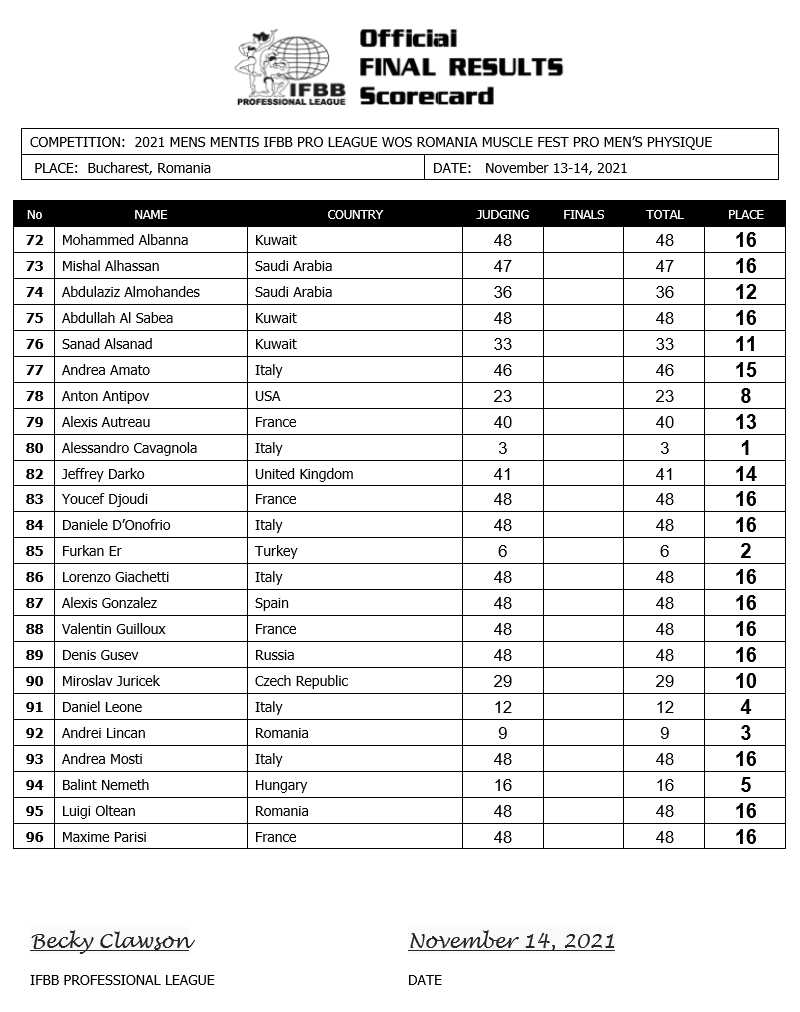 Official
FINAL RESULTS
Scorecard
IFBB
PROFESSIONAL LEAGUE
COMPETITION: 2021 MENS MENTIS IFBB PRO LEAGUE WOS ROMANIA MUSCLE FEST PRO MEN'S PHYSIQUE
PLACE: Bucharest, Romania DATE: November 13-14, 2021
No NAME COUNTRY JUDGING FINALS TOTAL PLACE
72 Mohammed Albanna Kuwait 48 48 16
73 Mishal Alhassan Saudi Arabia 47 47 16
74 Abdulaziz Almohandes Saudi Arabia 36 36 12
75 Abdullah Al Sabea Kuwait 48 48 16
76 Sanad Alsanad Kuwait 33 33 11
77 Andrea Amato Italy 46 46 15
78 Anton Antipov USA 23 23 8
79 Alexis Autreau France 40 40 13
80 Alessandro Cavagnola Italy 3 3 1
82 Jeffrey Darko United Kingdom 41 41 14
83 Youcef Djoudi France 48 48 16
84 Daniele D'Onofrio Italy 48 48 16
85 Furkan Er Turkey 6 6 2
86 Lorenzo Giachetti Italy 48 48 16
87 Alexis Gonzalez Spain 48 48 16
88 Valentin Guilloux France 48 48 16
89 Denis Gusev Russia 48 48 16
90 Miroslav Juricek Czech Republic 29 29 10
91 Daniel Leone Italy 12 12 4
92 Andrei Lincan Romania 9 9 3
93 Andrea Mosti Italy 48 48 16
94 Balint Nemeth Hungary 16 16 5
95 Luigi Oltean Romania 48 48 16
96 Maxime Parisi France 48 48 16
Becky Clawson November 14, 2021
IFBB PROFESSIONAL LEAGUE DATE